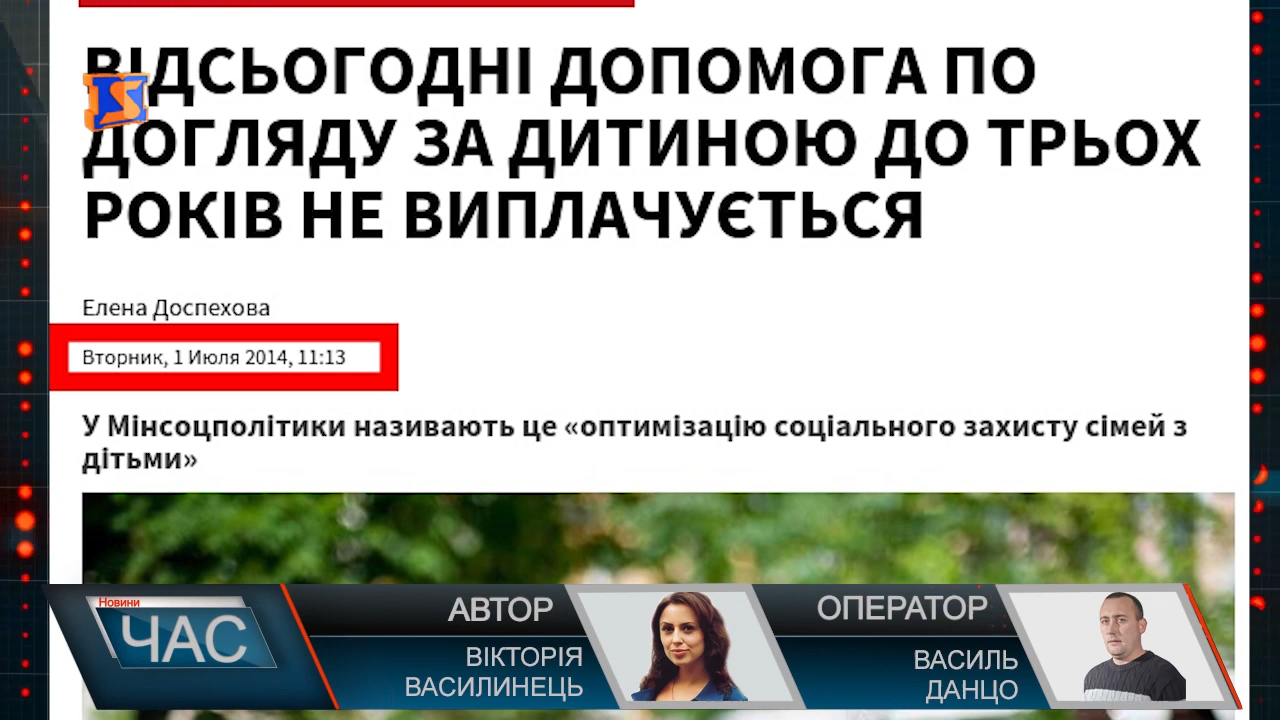 ВІДСЬОГОДНІ ДОПОМОГА ПО
ДОГЛЯДУ ЗА ДИТИНОЮ ДО ТРЬОХ
РОКІВ НЕ ВИПЛАЧУЄТЬСЯ
Елена Доспехова
Вторник, 1 Июля 2014, 11:13
У Мінсоцполітики називають це «оптимізацію соціального захисту сімей з
дітьми»
Новини
ЧАС
АВТОР
ВІКТОРІЯ
ВАСИЛИНЕЦЬ
ОПЕРАТОР
ВАСИЛЬ
ДАНЦО